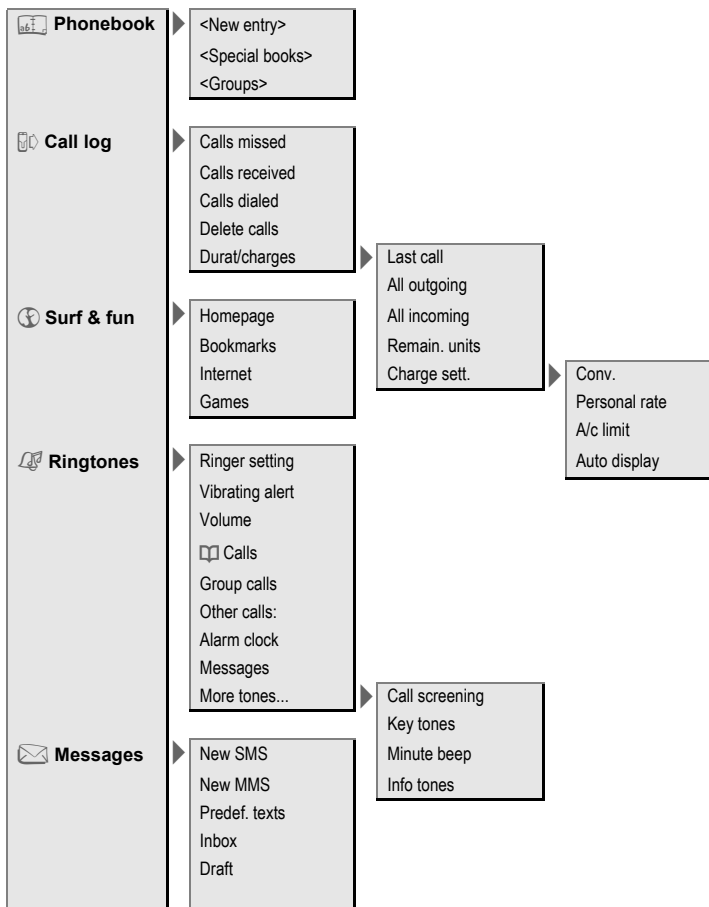 Phonebook
<New entry>
<Special books>
<Groups>
Call log
Calls missed
Calls received
Calls dialed
Delete calls
Durat/charges
Last call
All outgoing
All incoming
Remain. units
Charge sett.
Conv.
Personal rate
A/c limit
Auto display
Surf & fun
Homepage
Bookmarks
Internet
Games
Ringtones
Ringer setting
Vibrating alert
Volume
Calls
Group calls
Other calls:
Alarm clock
Messages
More tones...
Call screening
Key tones
Minute beep
Info tones
Messages
New SMS
New MMS
Predef. texts
Inbox
Draft